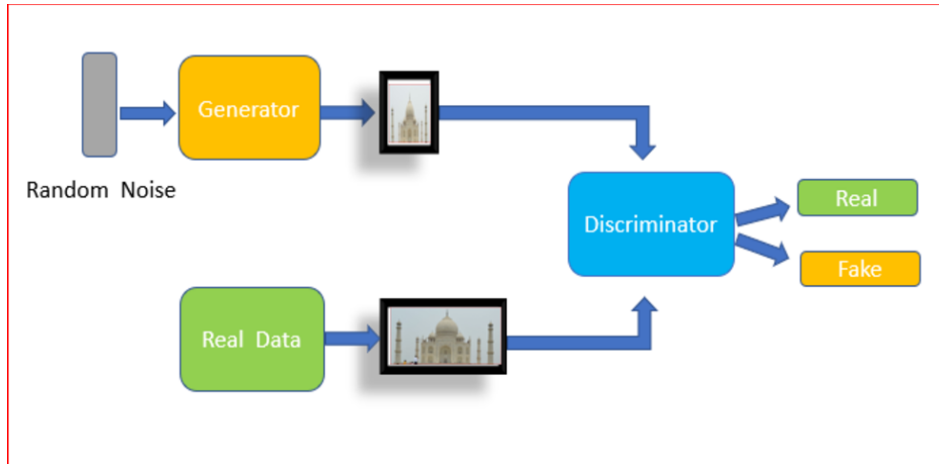 Generator
Random Noise
Discriminator
Real
Fake
Real Data